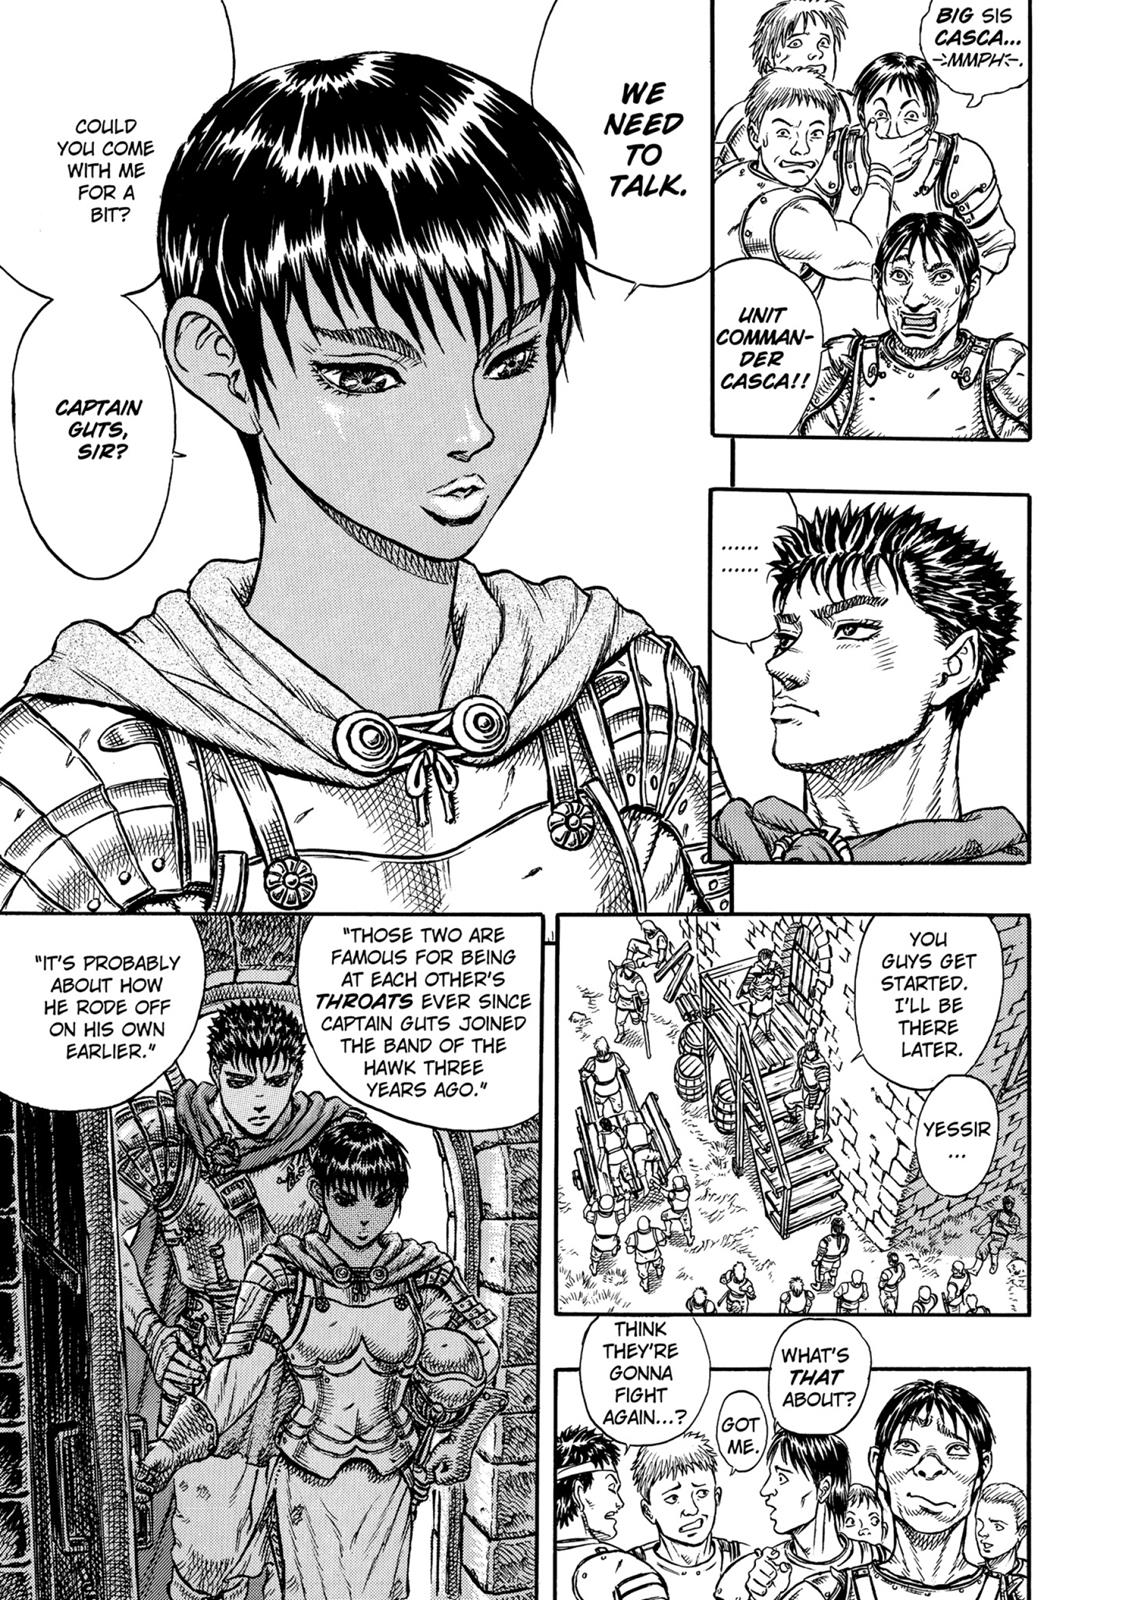 BIG SIS
CASCA...
-MMPH-.
UNIT
COMMAN-
DER
CASCA!!
WE
NEED
TO
TALK.
COULD
YOU COME
WITH ME
FOR A
BIT?
CAPTAIN
GUTS,
SIR?
......
......
YOU
GUYS GET
STARTED.
I'LL BE
THERE
LATER.
YESSIR
...
"THOSE TWO ARE
FAMOUS FOR BEING
AT EACH OTHER'S
THROATS EVER SINCE
CAPTAIN GUTS JOINED
THE BAND OF THE
HAWK THREE
YEARS AGO."
"IT'S PROBABLY
ABOUT HOW
HE RODE OFF
ON HIS OWN
EARLIER."
WHAT'S
THAT
ABOUT?
GOT
ME.
THINK
THEY'RE
GONNA
FIGHT
AGAIN...?